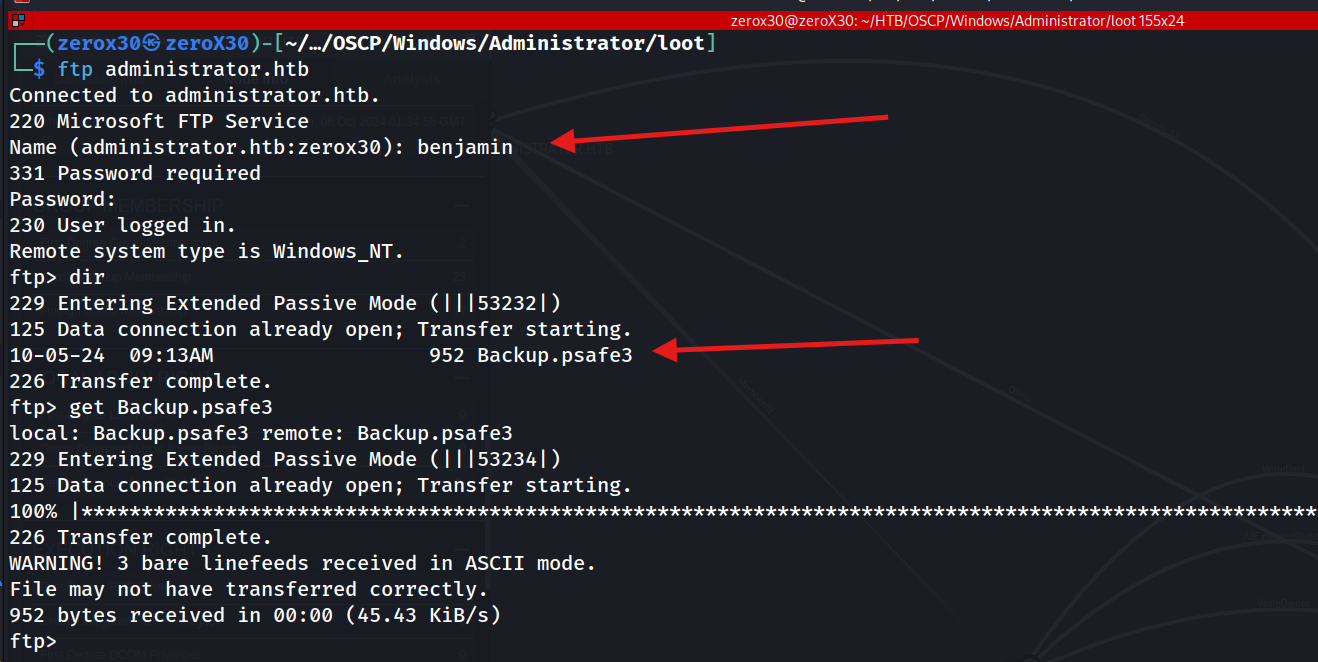 zerox30@zeroX30: ~/HTB/OSCP/Windows/Administrator/loot 155x24
┌──(zerox30㉿zeroX30)-[~/…/OSCP/Windows/Administrator/loot]
└─$ ftp administrator.htb
Connected to administrator.htb.
220 Microsoft FTP Service
Name (administrator.htb:zerox30): benjamin
331 Password required
Password:
230 User logged in.
Remote system type is Windows_NT.
ftp> dir
229 Entering Extended Passive Mode (|||53232|)
125 Data connection already open; Transfer starting.
10-05-24  09:13AM                  952 Backup.psafe3
226 Transfer complete.
ftp> get Backup.psafe3
local: Backup.psafe3 remote: Backup.psafe3
229 Entering Extended Passive Mode (|||53234|)
125 Data connection already open; Transfer starting.
100% |*******************************************************************************************************
226 Transfer complete.
WARNING! 3 bare linefeeds received in ASCII mode.
File may not have transferred correctly.
952 bytes received in 00:00 (45.43 KiB/s)
ftp>